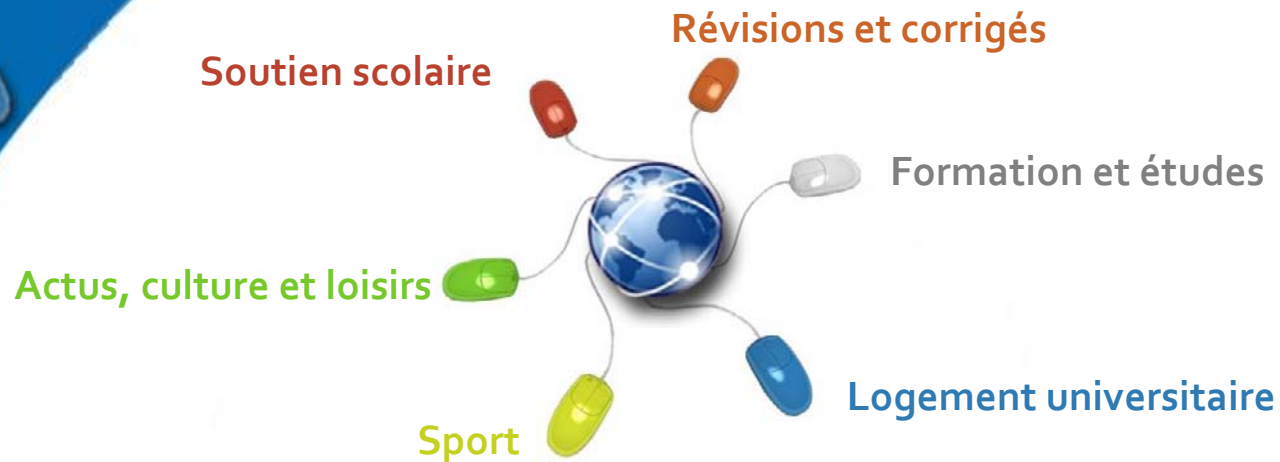 Révisions et corrigés
Soutien scolaire
Formation et études
Actus, culture et loisirs
Logement universitaire
Sport